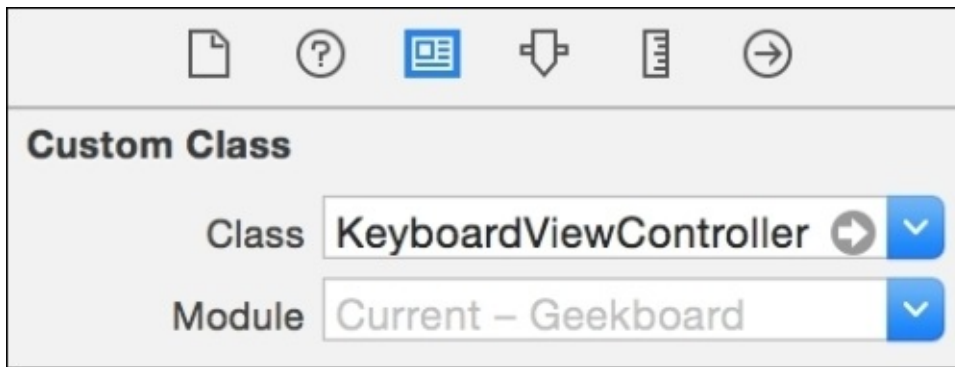 Custom Class
Class KeyboardViewController
Module Current – Geekboard